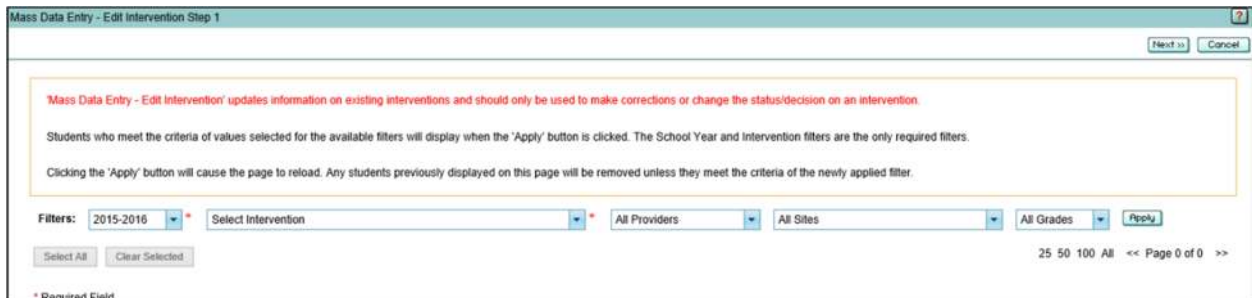 Mass Data Entry - Edit Intervention Step 1 ?
Next >> Cancel
'Mass Data Entry - Edit Intervention' updates information on existing interventions and should only be used to make corrections or change the status/decision on an intervention.
Students who meet the criteria of values selected for the available filters will display when the 'Apply' button is clicked. The School Year and Intervention filters are the only required filters.
Clicking the 'Apply' button will cause the page to reload. Any students previously displayed on this page will be removed unless they meet the criteria of the newly applied filter.
Filters: 2015-2016 * Select Intervention * All Providers All Sites All Grades Apply
Select All Clear Selected 25 50 100 All << Page 0 of 0 >>
* Required Field